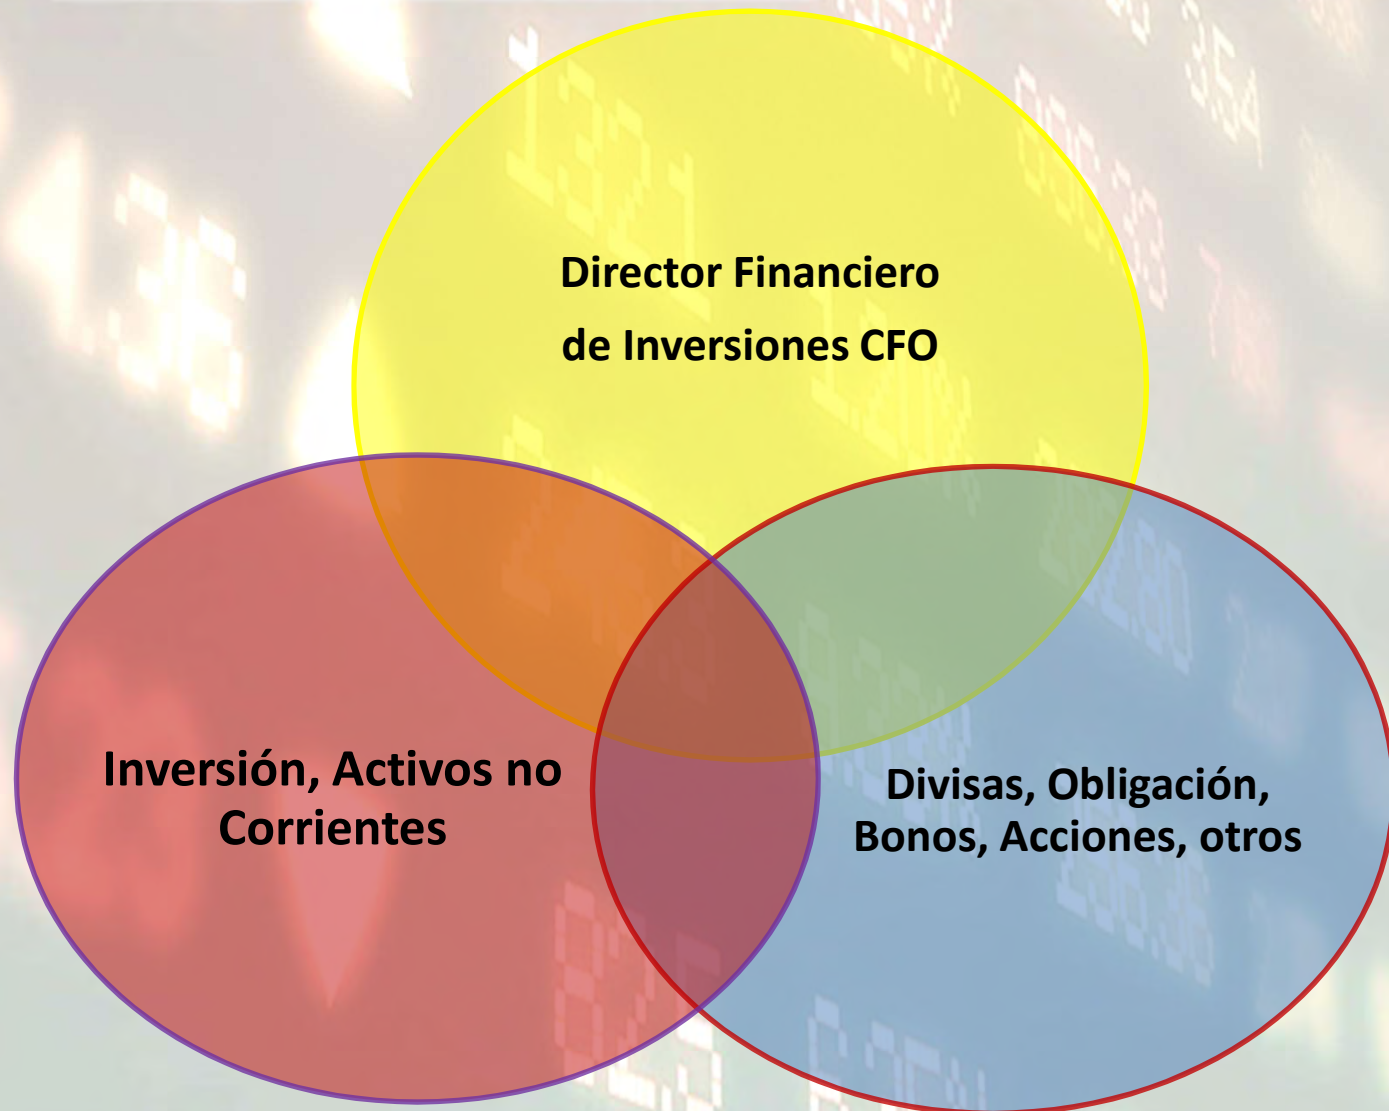 Director Financiero
de Inversiones CFO
Inversión, Activos no
Corrientes
Divisas, Obligación,
Bonos, Acciones, otros